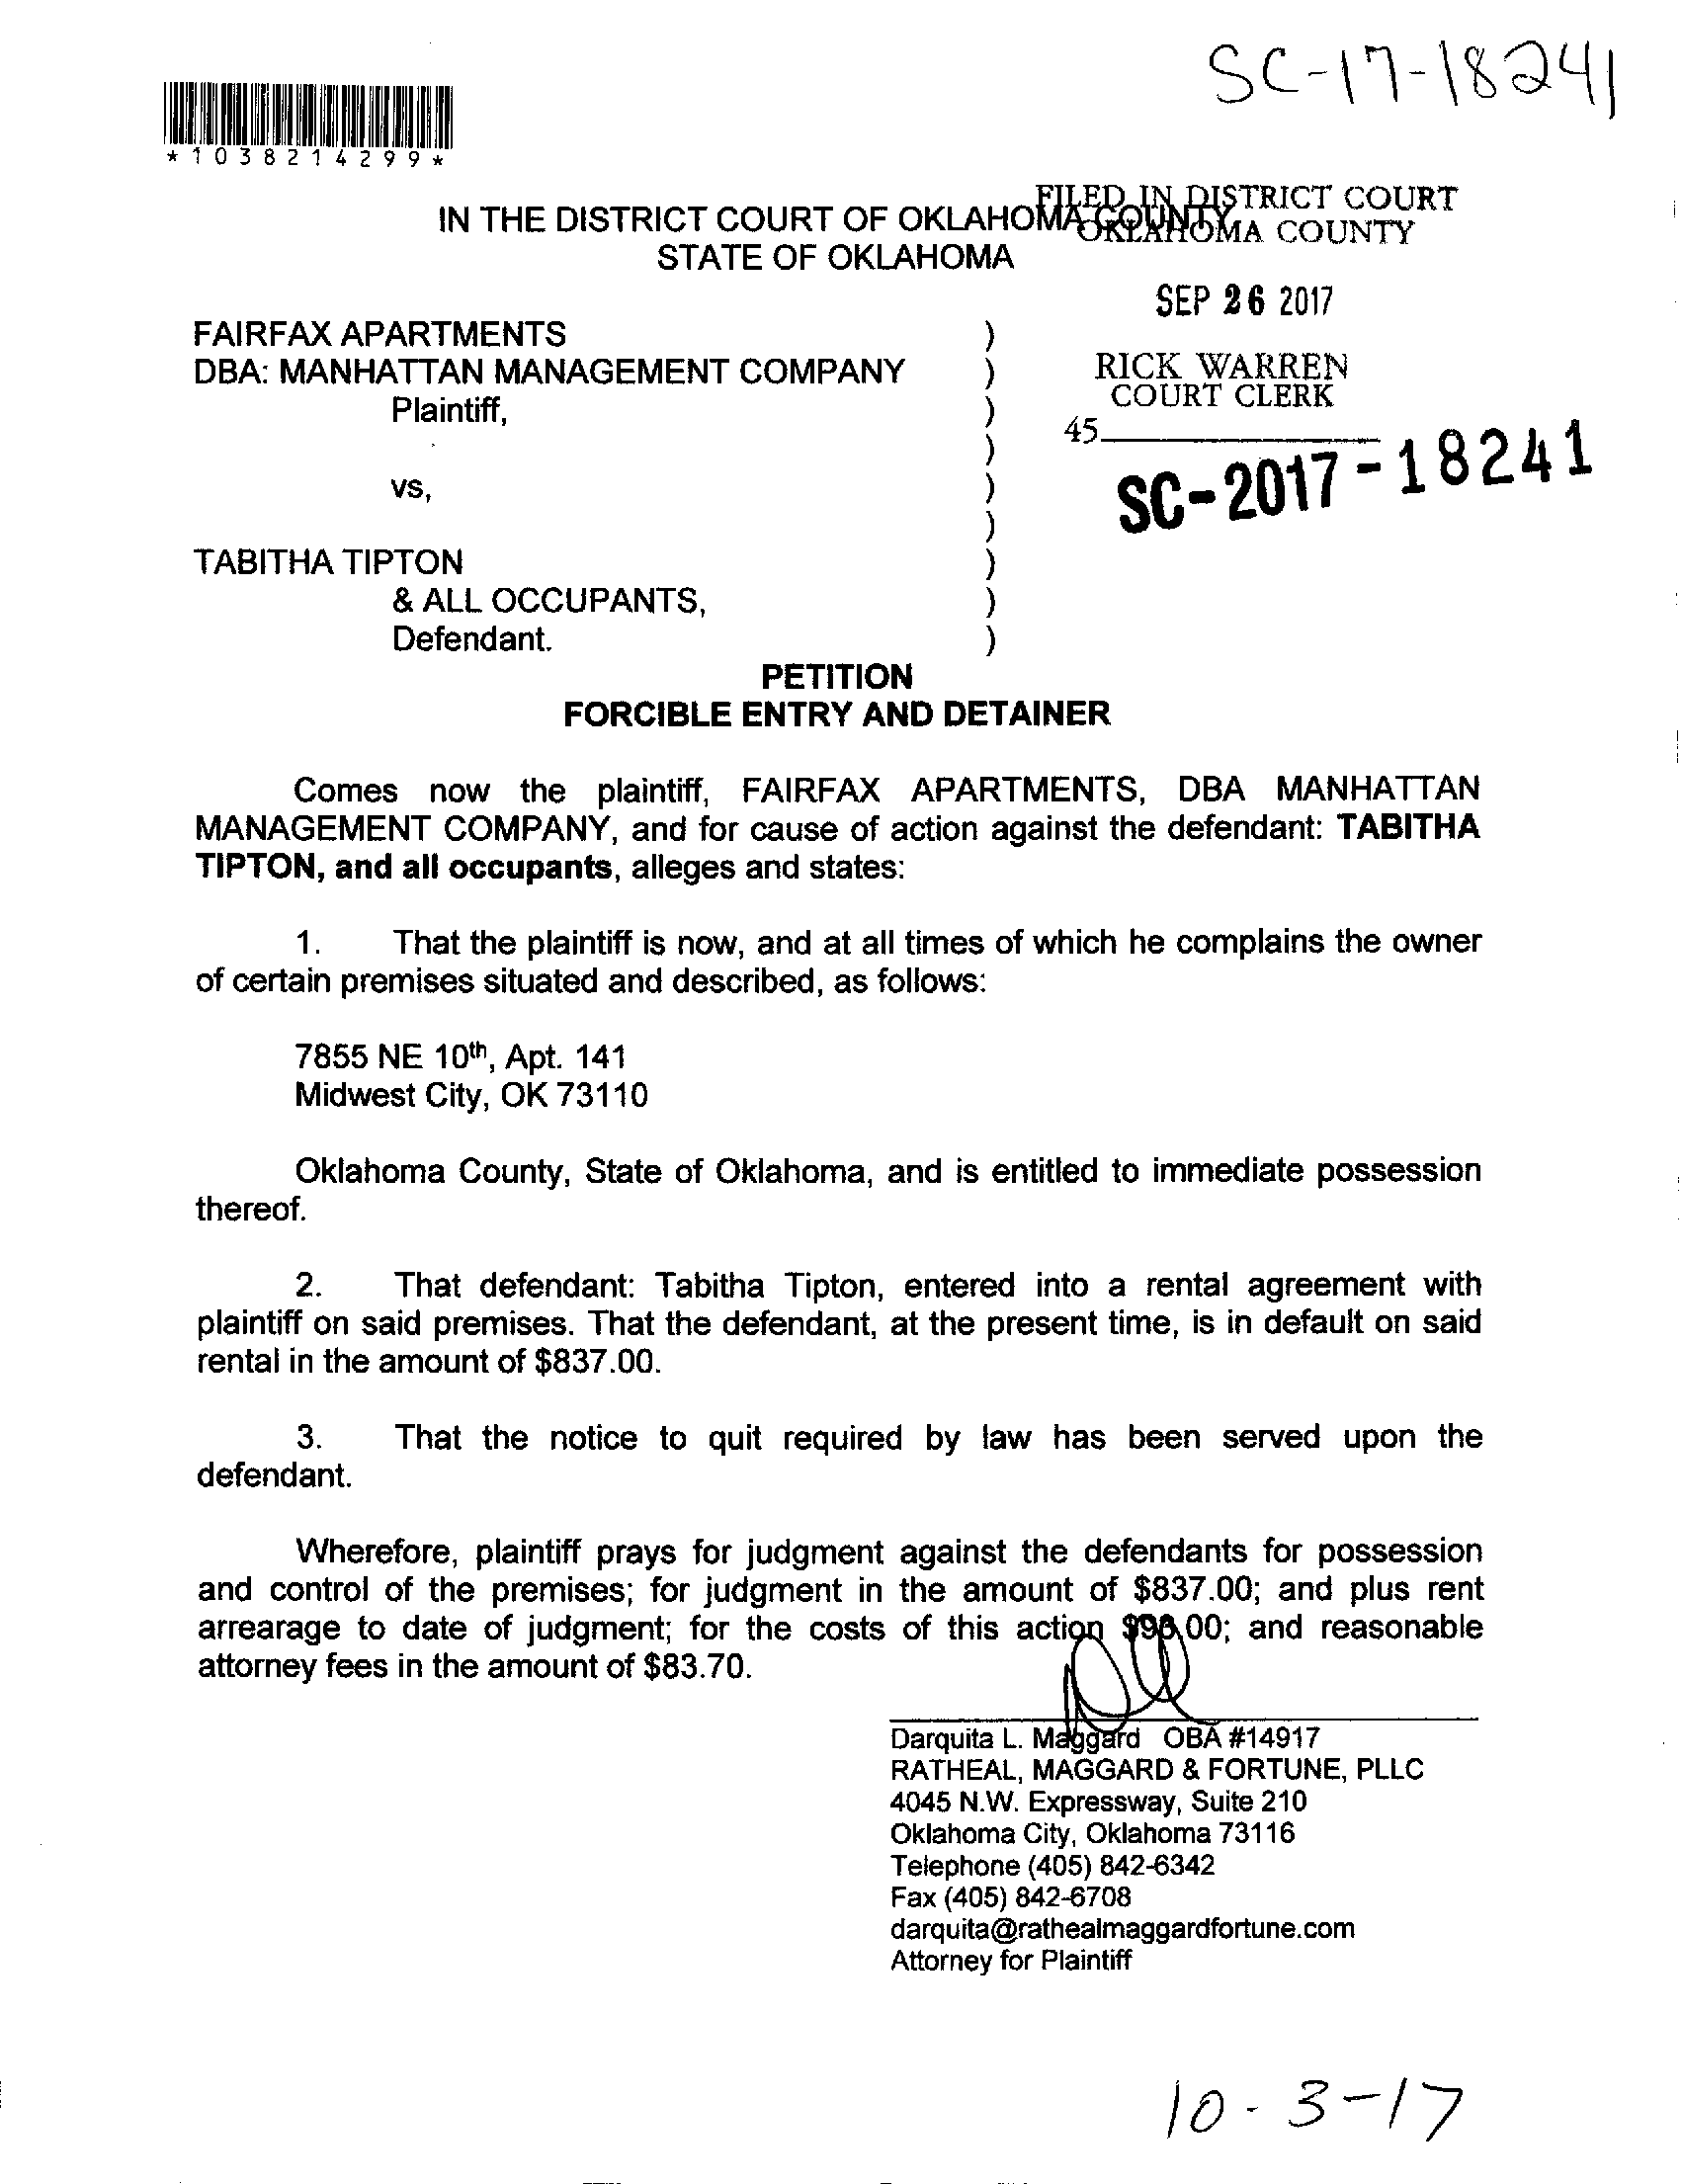 SC-17-18241
*1038214299*
FILED IN DISTRICT COURT
OKLAHOMA COUNTY
IN THE DISTRICT COURT OF OKLAHOMA COUNTY
STATE OF OKLAHOMA
SEP 26 2017
FAIRFAX APARTMENTS )
DBA: MANHATTAN MANAGEMENT COMPANY )
RICK WARREN
COURT CLERK
Plaintiff, )
45
)
SC-2017-18241
vs, )
)
TABITHA TIPTON )
& ALL OCCUPANTS, )
Defendant. )
PETITION
FORCIBLE ENTRY AND DETAINER
Comes now the plaintiff, FAIRFAX APARTMENTS, DBA MANHATTAN
MANAGEMENT COMPANY, and for cause of action against the defendant: TABITHA
TIPTON, and all occupants, alleges and states:
1. That the plaintiff is now, and at all times of which he complains the owner
of certain premises situated and described, as follows:
7855 NE 10th, Apt. 141
Midwest City, OK 73110
Oklahoma County, State of Oklahoma, and is entitled to immediate possession
thereof.
2. That defendant: Tabitha Tipton, entered into a rental agreement with
plaintiff on said premises. That the defendant, at the present time, is in default on said
rental in the amount of $837.00.
3. That the notice to quit required by law has been served upon the
defendant.
Wherefore, plaintiff prays for judgment against the defendants for possession
and control of the premises; for judgment in the amount of $837.00; and plus rent
arrearage to date of judgment; for the costs of this action and reasonable
attorney fees in the amount of $83.70.
Darquita L. Maggard OBA #14917
RATHEAL, MAGGARD & FORTUNE, PLLC
4045 N.W. Expressway, Suite 210
Oklahoma City, Oklahoma 73116
Telephone (405) 842-6342
Fax (405) 842-6708
darquita@rathealmaggardfortune.com
Attorney for Plaintiff
10-3-17